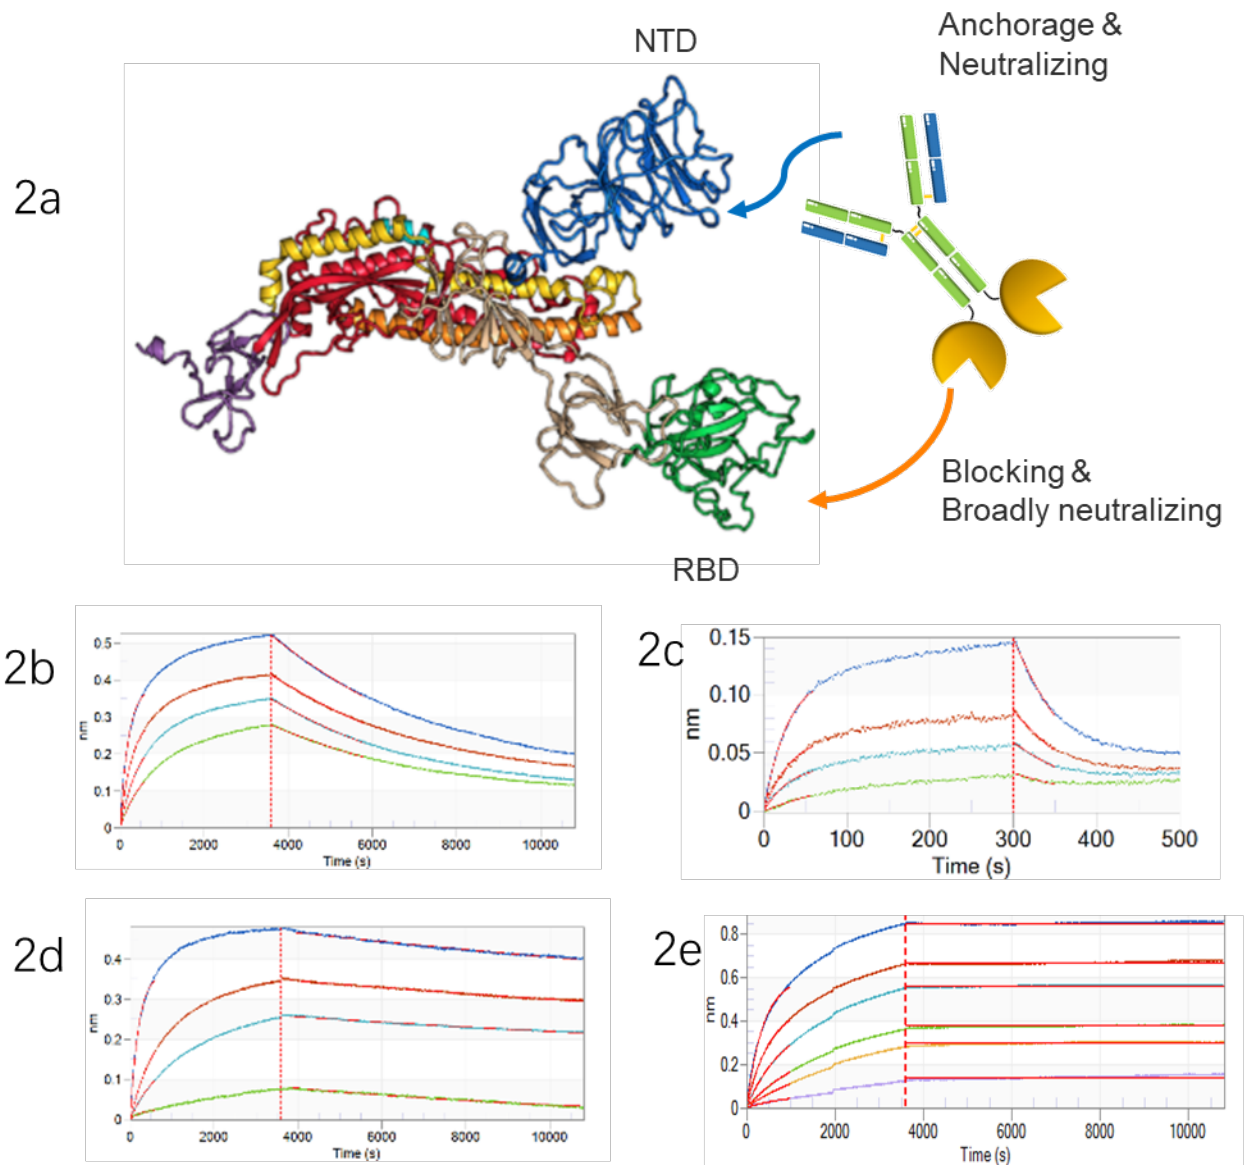 NTD
Anchorage &
Neutralizing
2a
Blocking &
Broadly neutralizing
RBD
2b
nm
0.5
0.4
0.3
0.2
0.1
0
0 2000 4000 6000 8000 10000
Time (s)
2c
nm
0.15
0.10
0.05
0
0 100 200 300 400 500
Time (s)
2d
nm
0.4
0.3
0.2
0.1
0
0 2000 4000 6000 8000 10000
Time (s)
2e
nm
0.8
0.6
0.4
0.2
0
0 2000 4000 6000 8000 10000
Time (s)